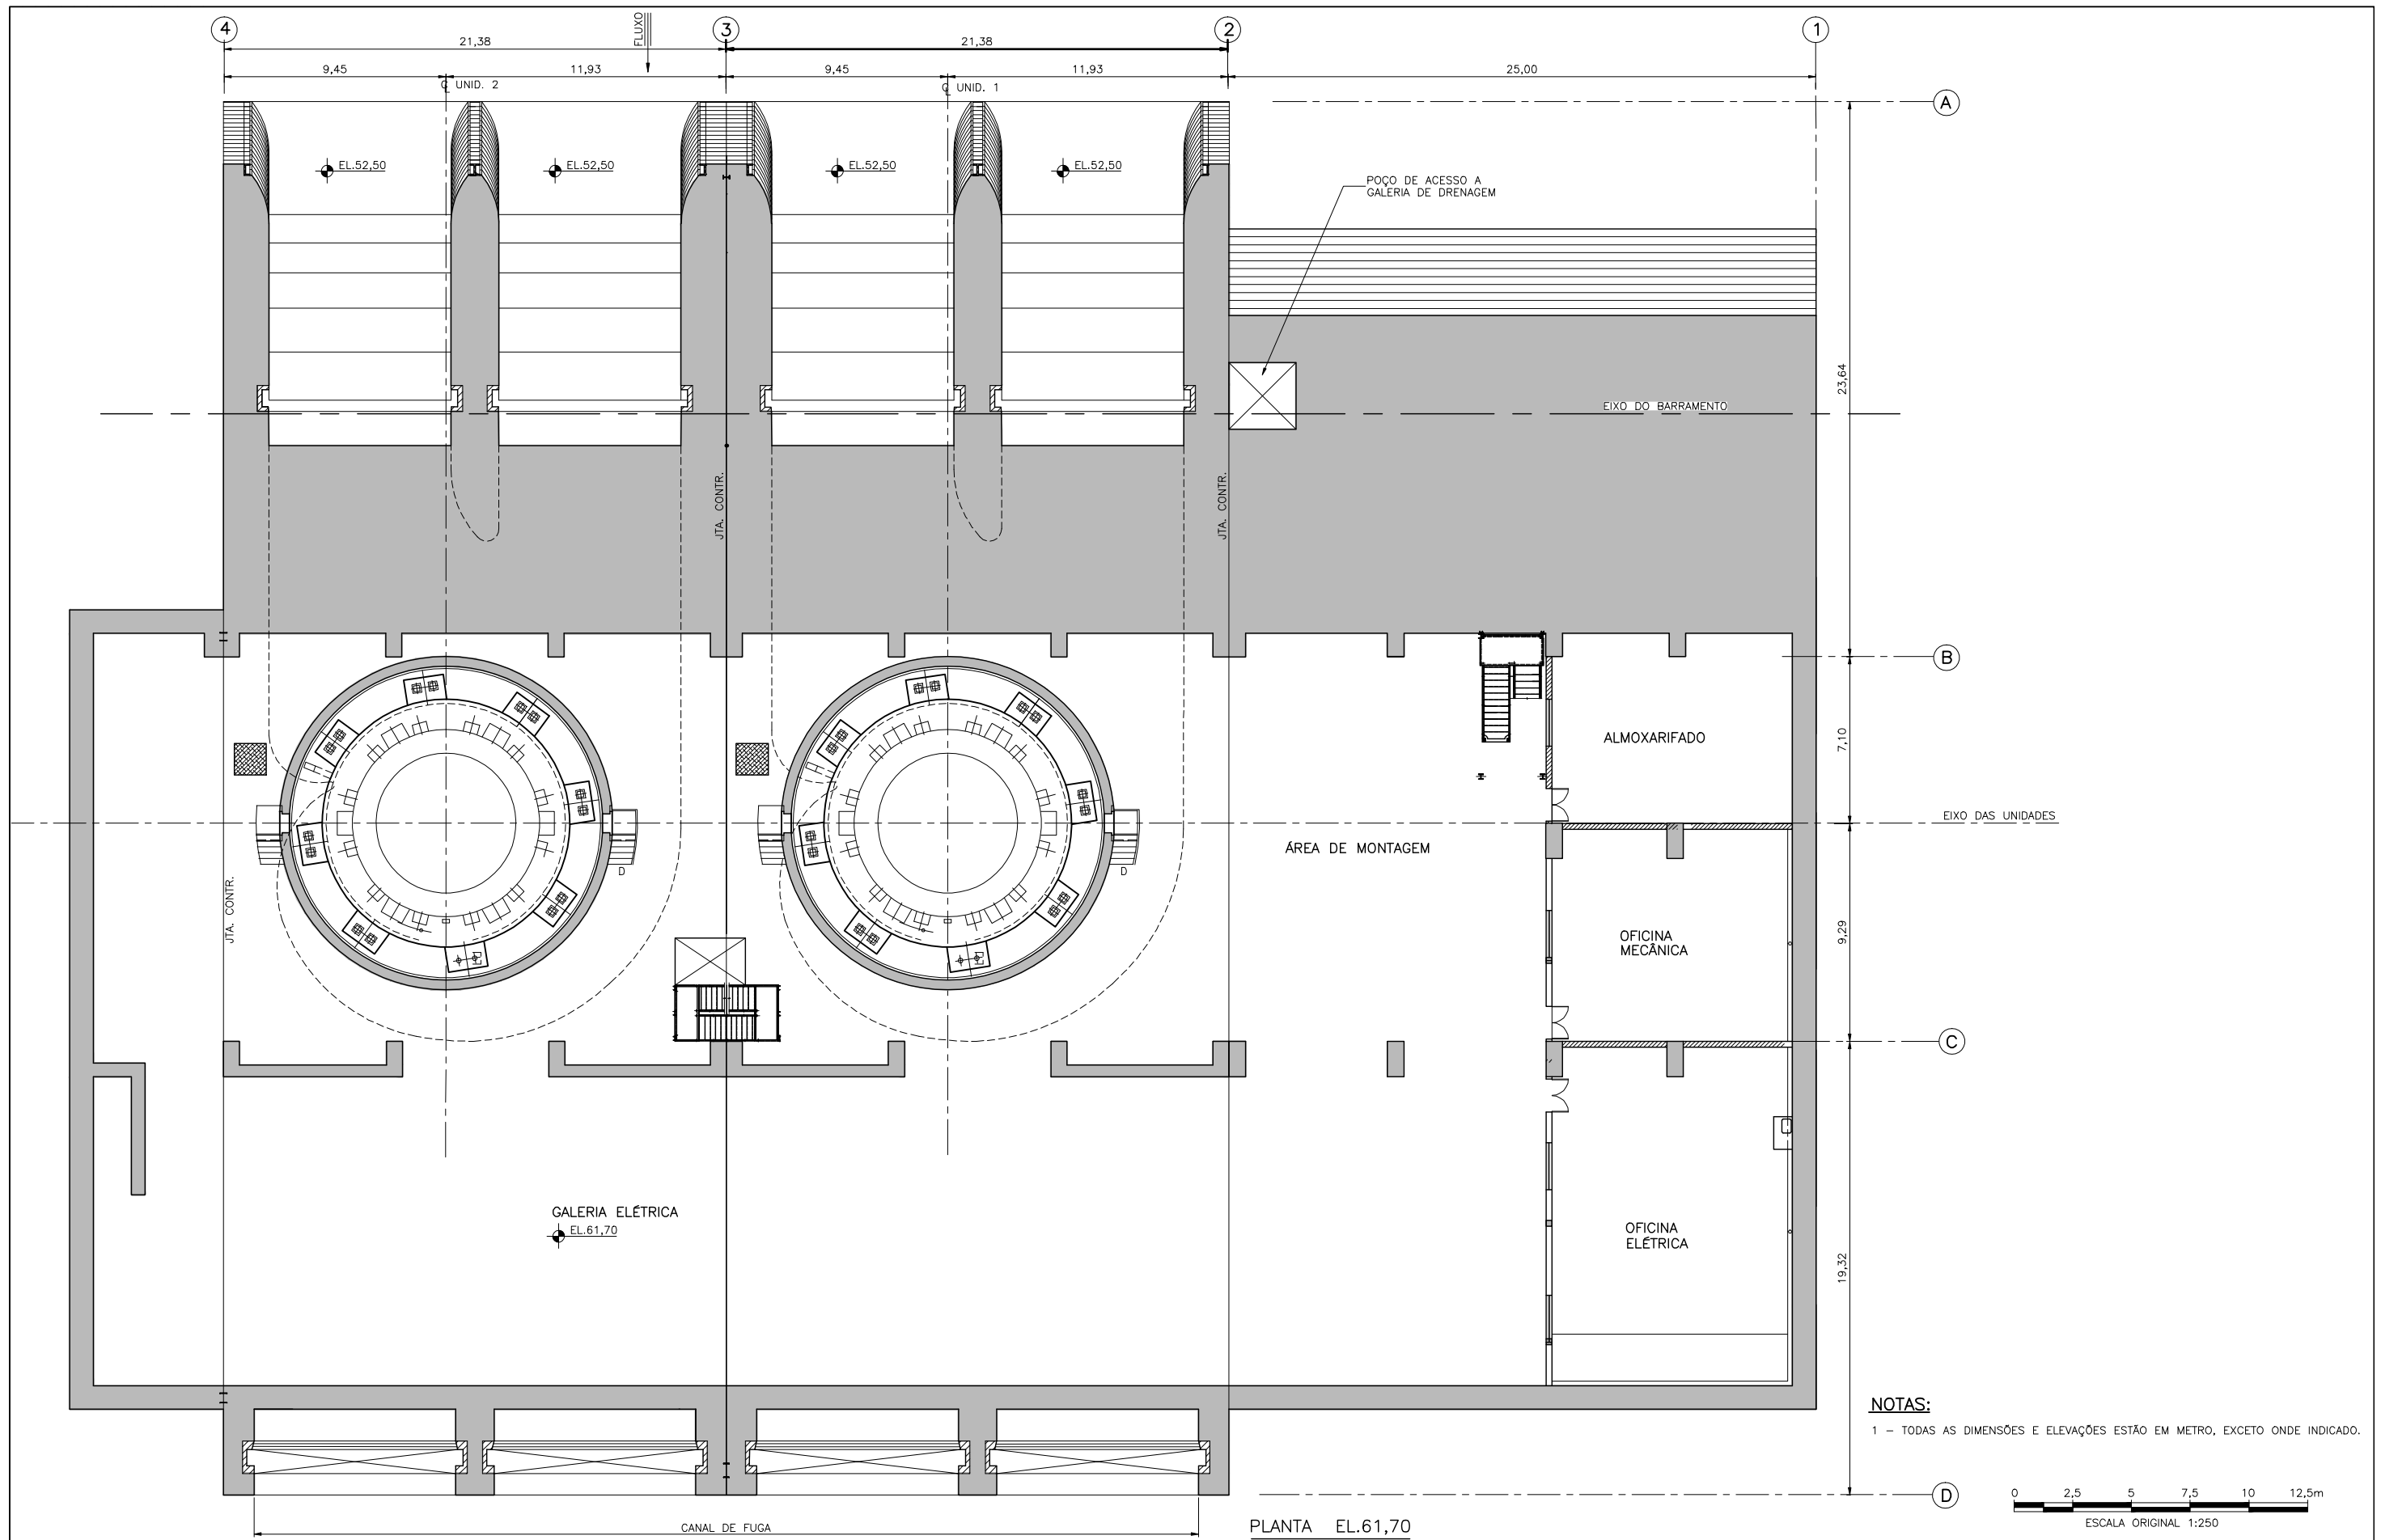 4
3
2
1
FLUXO
21,38
21,38
9,45
11,93
9,45
11,93
25,00
℄ UNID. 2
℄ UNID. 1
A
EL.52,50
EL.52,50
EL.52,50
EL.52,50
POÇO DE ACESSO A
GALERIA DE DRENAGEM
23,64
EIXO DO BARRAMENTO
JTA. CONTR.
JTA. CONTR.
B
7,10
ALMOXARIFADO
EIXO DAS UNIDADES
ÁREA DE MONTAGEM
D
D
JTA. CONTR.
OFICINA
MECÂNICA
9,29
C
GALERIA ELÉTRICA
EL.61,70
OFICINA
ELÉTRICA
19,32
NOTAS:
1 – TODAS AS DIMENSÕES E ELEVAÇÕES ESTÃO EM METRO, EXCETO ONDE INDICADO.
D
0 2,5 5 7,5 10 12,5m
ESCALA ORIGINAL 1:250
CANAL DE FUGA
PLANTA EL.61,70